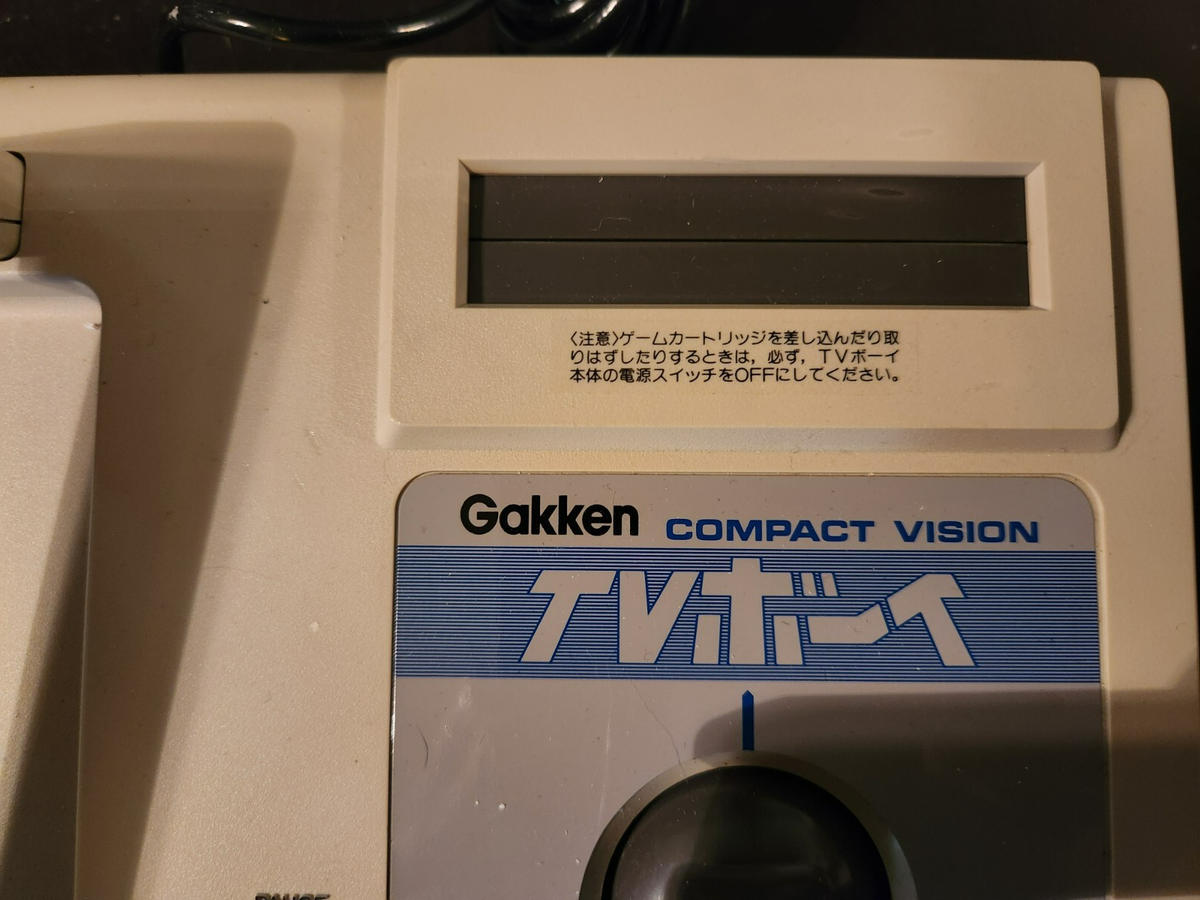 〈注意〉ゲームカートリッジを差し込んだり取
りはずしたりするときは，必ず，TVボーイ
本体の電源スイッチをOFFにしてください。
Gakken COMPACT VISION
TVボーイ
PAUSE